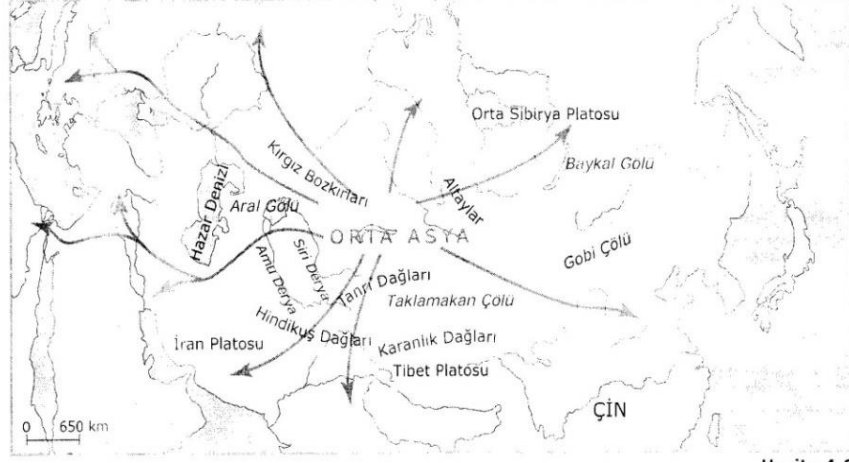 Orta Sibirya Platosu
Baykal Gölü
Kırgız Bozkırları
Altaylar
Hazar Denizi
Aral Gölü
ORTA ASYA
Gobi Çölü
Siri Derya
Amu Derya
Tanrı Dağları
Taklamakan Çölü
Hindikuş Dağları
İran Platosu
Karanlık Dağları
Tibet Platosu
ÇİN
0 650 km